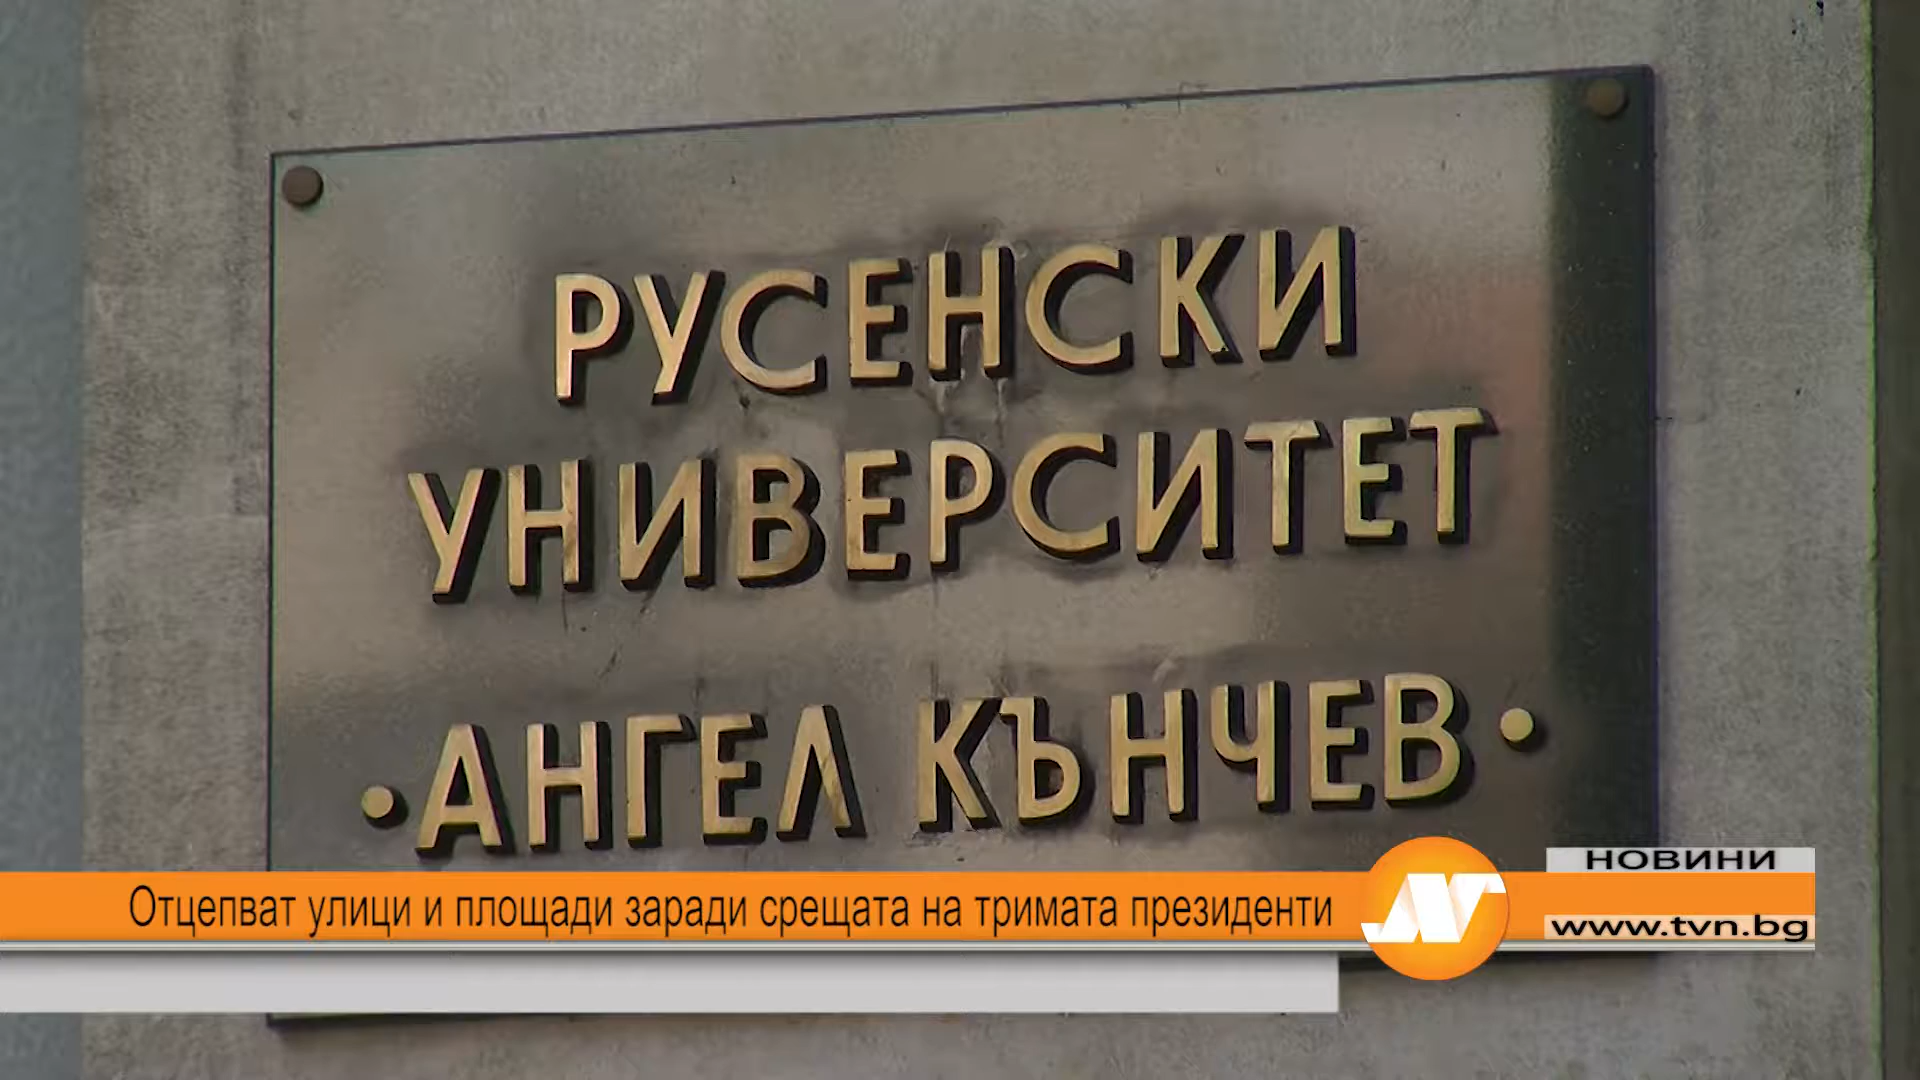 РУСЕНСКИ
УНИВЕРСИТЕТ
• АНГЕЛ КЪНЧЕВ •
Отцепват улици и площади заради срещата на тримата президенти
НОВИНИ
www.tvn.bg